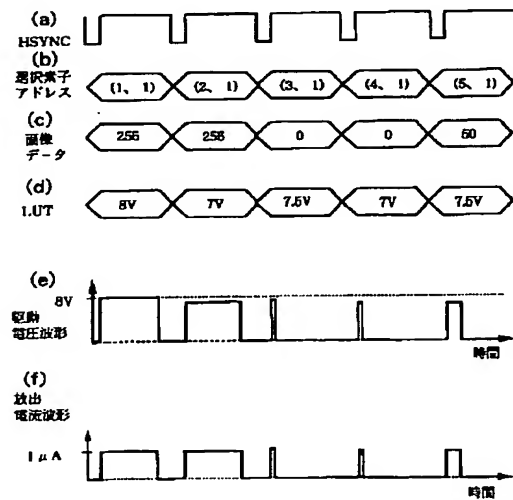 (a)
HSYNC
(b)
選択素子
アドレス
(1、1) (2、1) (3、1) (4、1) (5、1)
(c)
画像
データ
256 256 0 0 50
(d)
LUT
8V 7V 7.5V 7V 7.5V
(e)
8V
駆動
電圧波形
時間
(f)
放出
電流波形
1μA
時間